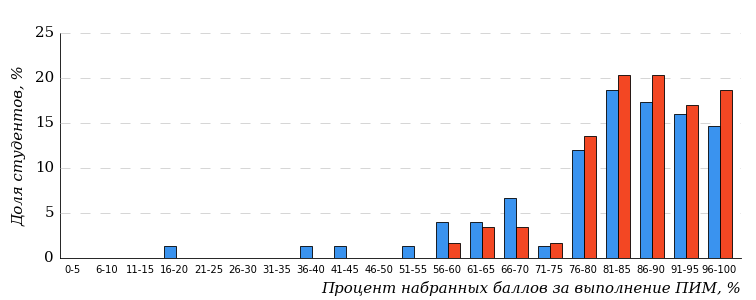 Доля студентов, %
25
20
15
10
5
0
0-5 6-10 11-15 16-20 21-25 26-30 31-35 36-40 41-45 46-50 51-55 56-60 61-65 66-70 71-75 76-80 81-85 86-90 91-95 96-100
Процент набранных баллов за выполнение ПИМ, %